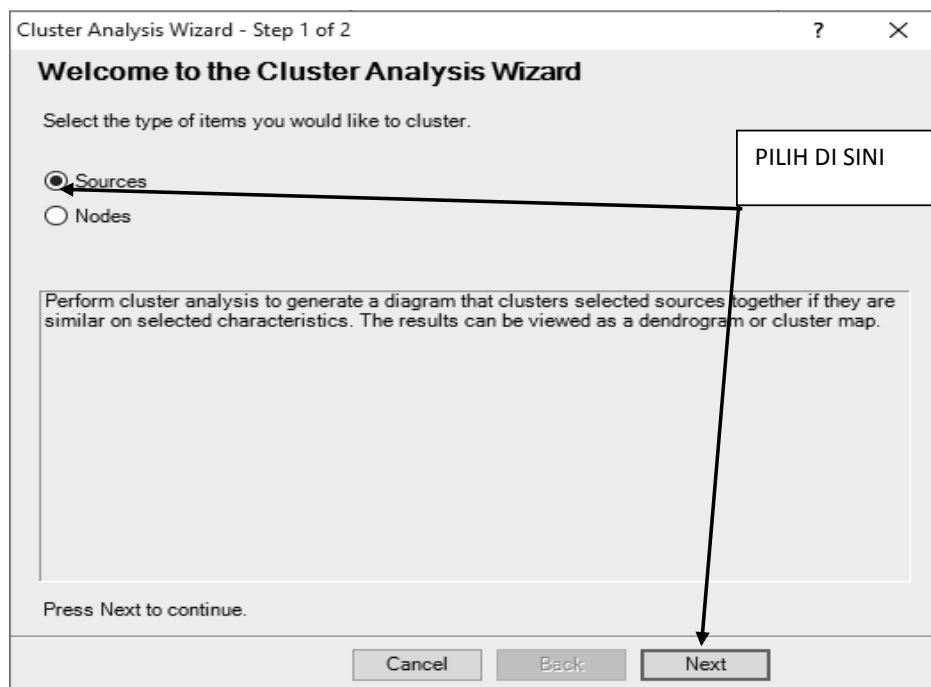 Cluster Analysis Wizard - Step 1 of 2 ?
Welcome to the Cluster Analysis Wizard
Select the type of items you would like to cluster.
PILIH DI SINI
Sources
Nodes
Perform cluster analysis to generate a diagram that clusters selected sources together if they are
similar on selected characteristics. The results can be viewed as a dendrogram or cluster map.
Press Next to continue.
Cancel Back Next